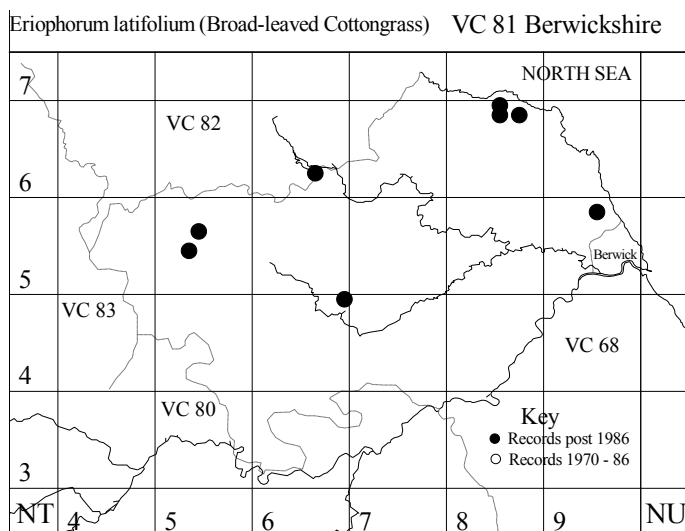 Eriophorum latifolium (Broad-leaved Cottongrass) VC 81 Berwickshire
7
NORTH SEA
VC 82
6
Berwick
5
VC 83
VC 68
4
VC 80
Key
Records post 1986
Records 1970 - 86
3
NT 4 5 6 7 8 9 NU